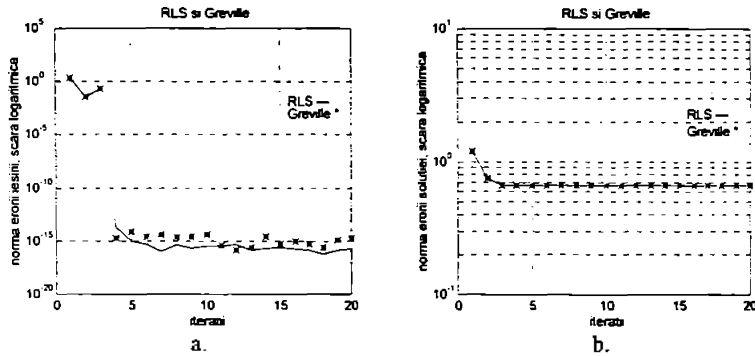 RLS si Greville
norma erorii iesirii, scara logaritmica
10^5
10^0
10^-5
10^-10
10^-15
10^-20
RLS —
Greville *
0 5 10 15 20
iteratii
a.
RLS si Greville
norma erorii solutiei, scara logaritmica
10^1
10^0
10^-1
RLS —
Greville *
0 5 10 15 20
iteratii
b.